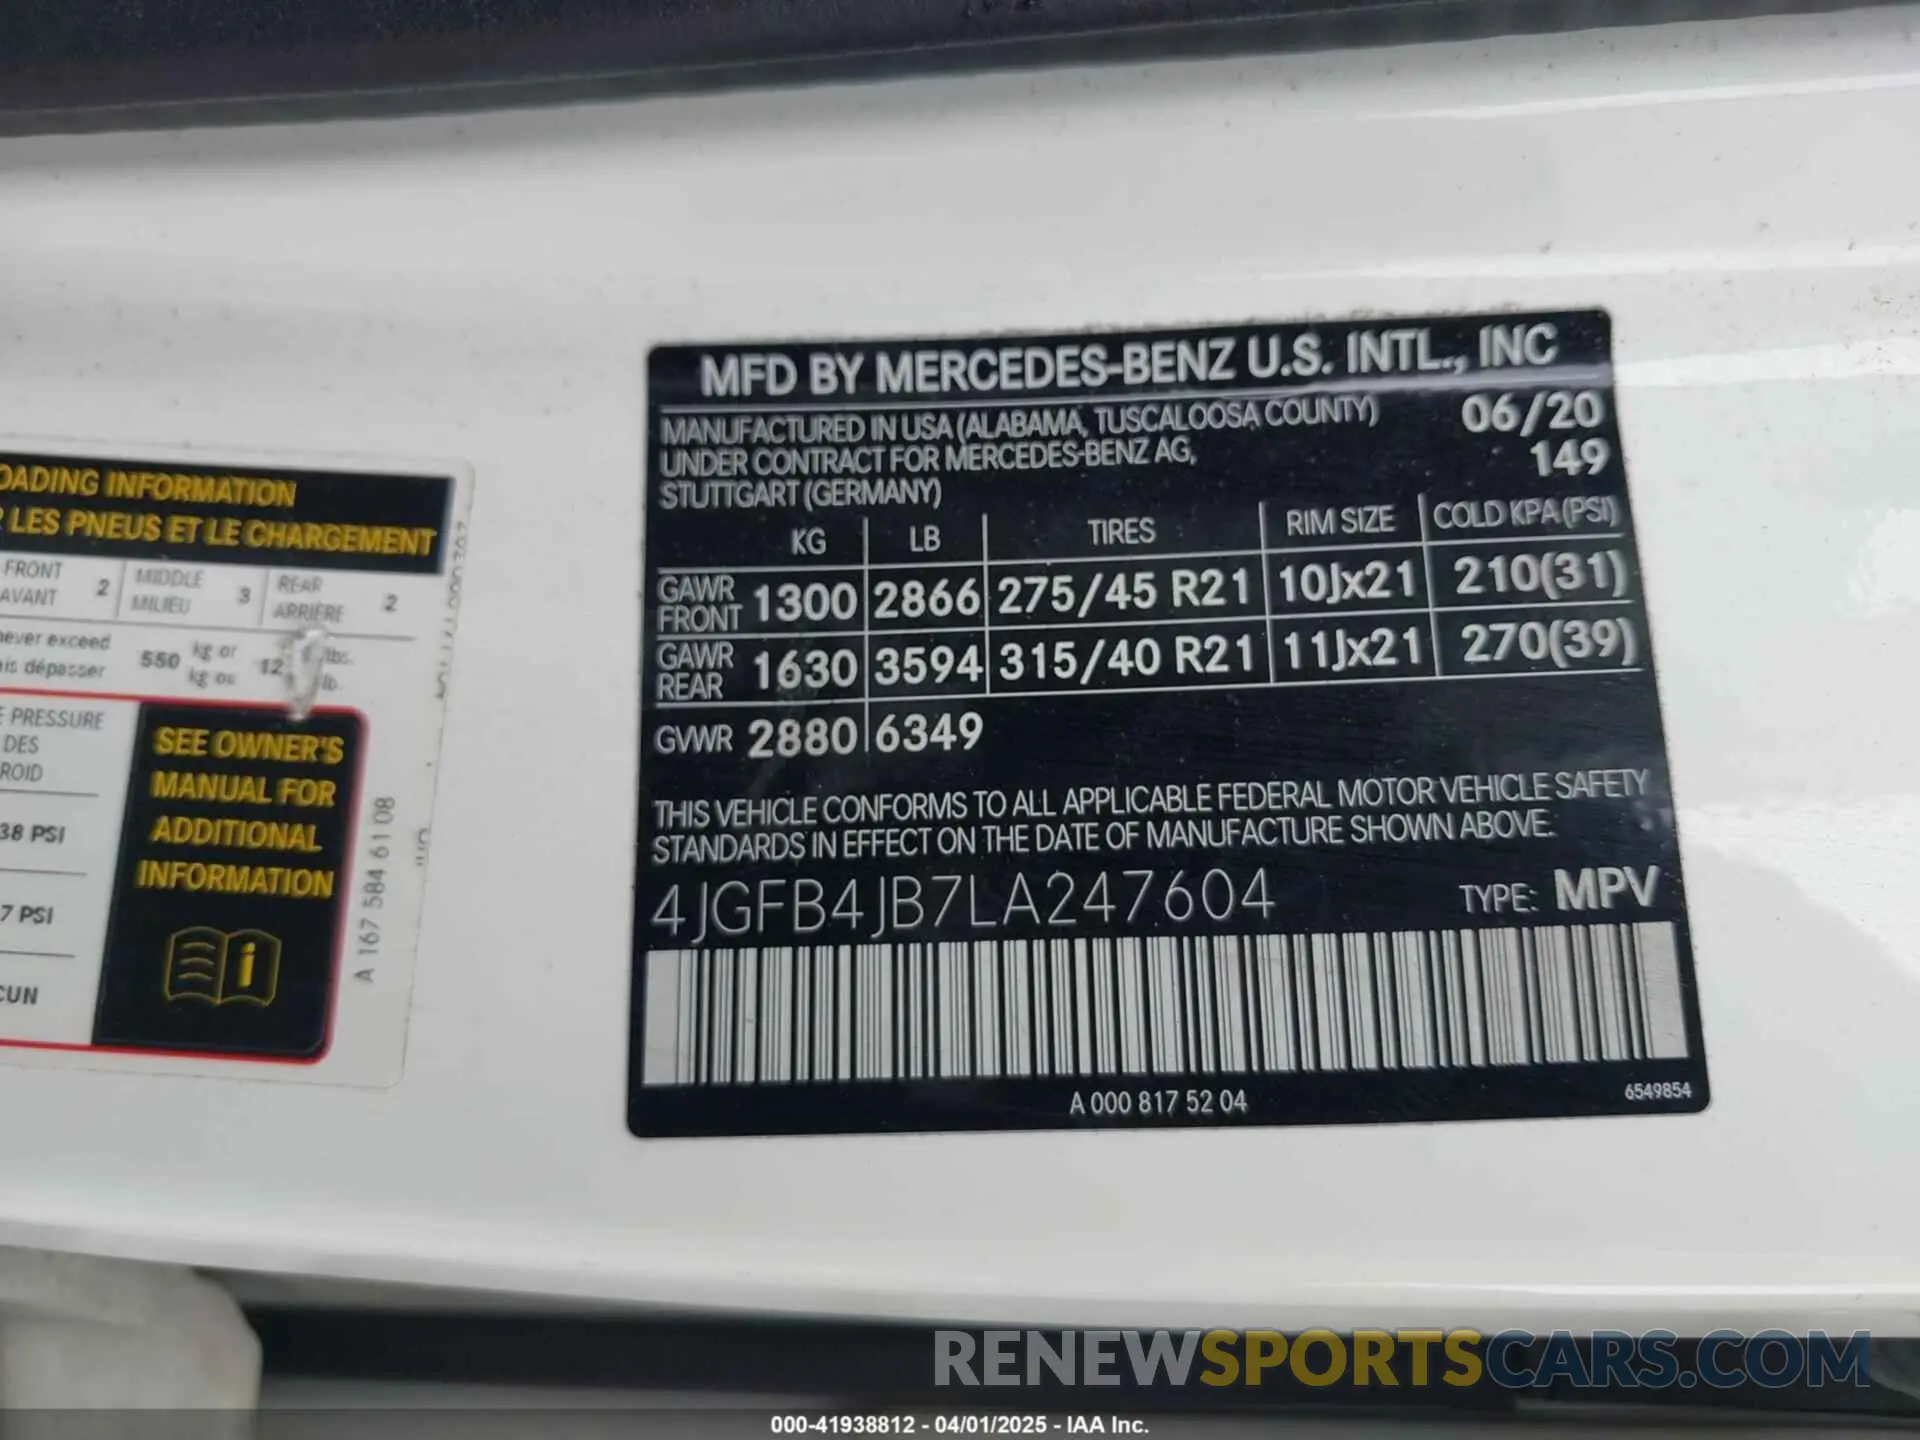 OADING INFORMATION
LES PNEUS ET LE CHARGEMENT
FRONT
AVANT 2 MIDDLE
MILIEU 3 REAR
ARRIÈRE 2
never exceed
dépasser 550 kg or
kg ou 12 lbs.
lb.
PRESSURE
DES
ROID
38 PSI
7 PSI
CUN
SEE OWNER'S
MANUAL FOR
ADDITIONAL
INFORMATION
A 167 584 61 08
MFD BY MERCEDES-BENZ U.S. INTL., INC
MANUFACTURED IN USA (ALABAMA, TUSCALOOSA COUNTY) 06/20
UNDER CONTRACT FOR MERCEDES-BENZ AG, 149
STUTTGART (GERMANY)
KG LB TIRES RIM SIZE COLD KPA (PSI)
GAWR
FRONT 1300 2866 275/45 R21 10Jx21 210(31)
GAWR
REAR 1630 3594 315/40 R21 11Jx21 270(39)
GVWR 2880 6349
THIS VEHICLE CONFORMS TO ALL APPLICABLE FEDERAL MOTOR VEHICLE SAFETY
STANDARDS IN EFFECT ON THE DATE OF MANUFACTURE SHOWN ABOVE.
4JGFB4JB7LA247604 TYPE: MPV
A 000 817 52 04 6549854
RENEWSPORTSCARS.COM
000-41938812 - 04/01/2025 - IAA Inc.